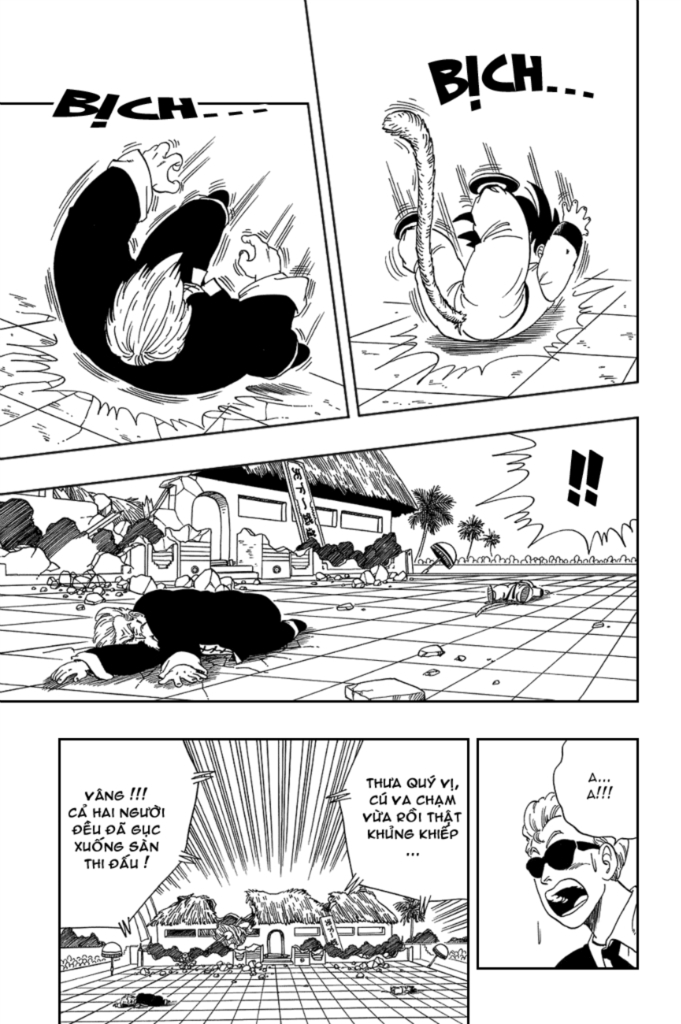 BỊCH...
BỊCH----
!!
A...
A!!!
THƯA QUÝ VỊ,
CÚ VA CHẠM
VỪA RỒI THẬT
KHỦNG KHIẾP
...
VÂNG !!!
CẢ HAI NGƯỜI
ĐỀU ĐÃ GỤC
XUỐNG SÀN
THI ĐẤU !